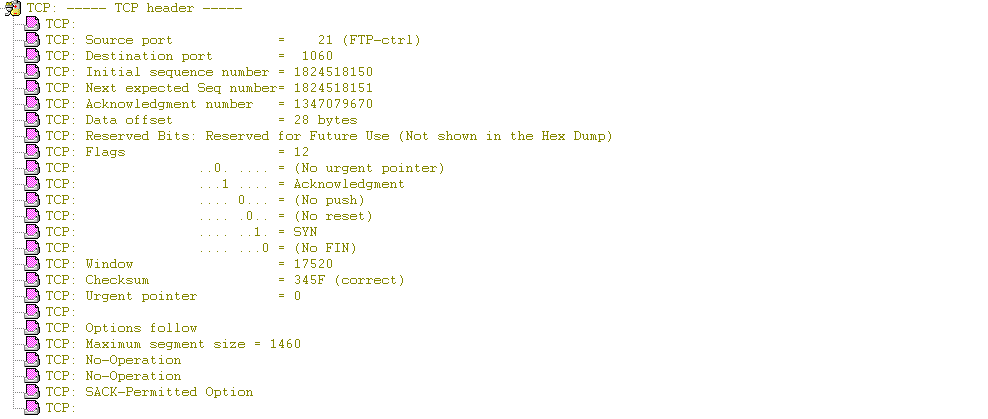 TCP: ----- TCP header -----
TCP:
TCP: Source port = 21 (FTP-ctrl)
TCP: Destination port = 1060
TCP: Initial sequence number = 1824518150
TCP: Next expected Seq number= 1824518151
TCP: Acknowledgment number = 1347079670
TCP: Data offset = 28 bytes
TCP: Reserved Bits: Reserved for Future Use (Not shown in the Hex Dump)
TCP: Flags = 12
TCP: ..0. .... = (No urgent pointer)
TCP: ...1 .... = Acknowledgment
TCP: .... 0... = (No push)
TCP: .... .0.. = (No reset)
TCP: .... ..1. = SYN
TCP: .... ...0 = (No FIN)
TCP: Window = 17520
TCP: Checksum = 345F (correct)
TCP: Urgent pointer = 0
TCP:
TCP: Options follow
TCP: Maximum segment size = 1460
TCP: No-Operation
TCP: No-Operation
TCP: SACK-Permitted Option
TCP: